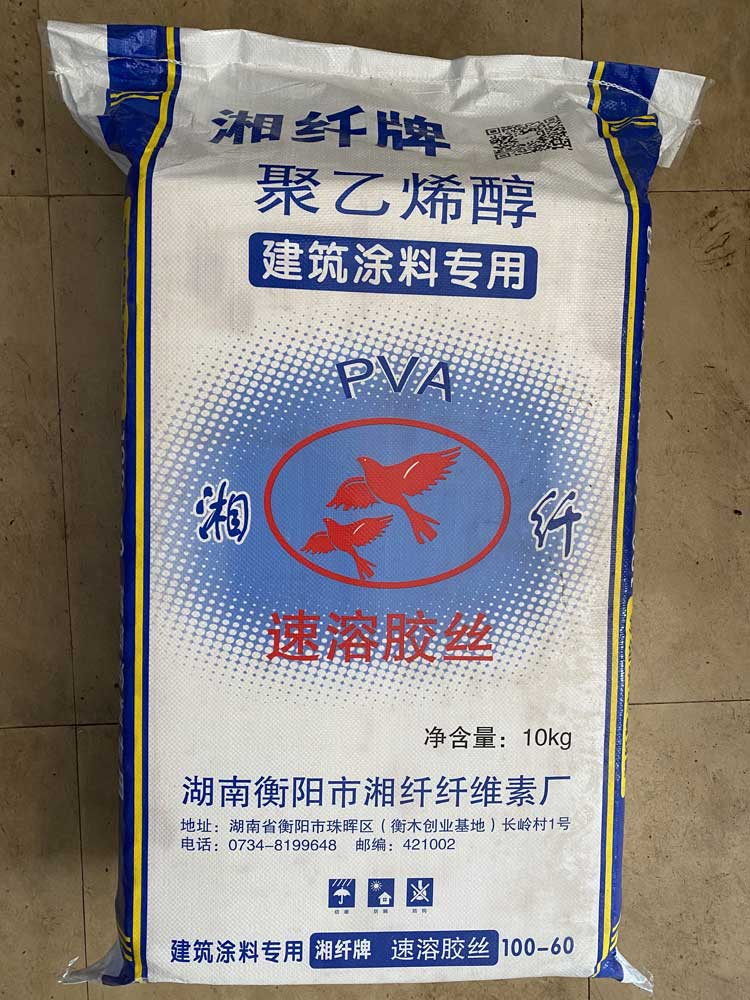 湘纤牌
聚乙烯醇
建筑涂料专用
PVA
湘 纤
速溶胶丝
净含量：10kg
湖南衡阳市湘纤纤维素厂
地址：湖南省衡阳市珠晖区（衡木创业基地）长岭村1号
电话：0734-8199648 邮编：421002
建筑涂料专用 湘纤牌 速溶胶丝 100-60